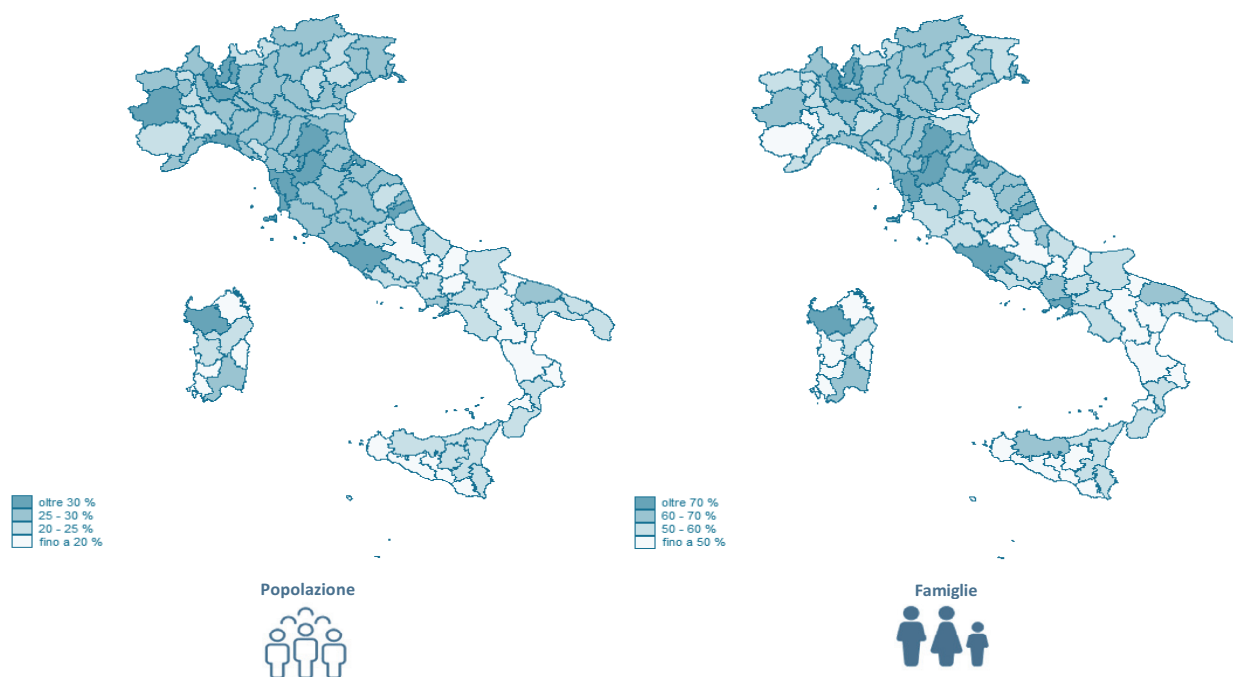 oltre 30 %
25 - 30 %
20 - 25 %
fino a 20 %
oltre 70 %
60 - 70 %
50 - 60 %
fino a 50 %
Popolazione
Famiglie